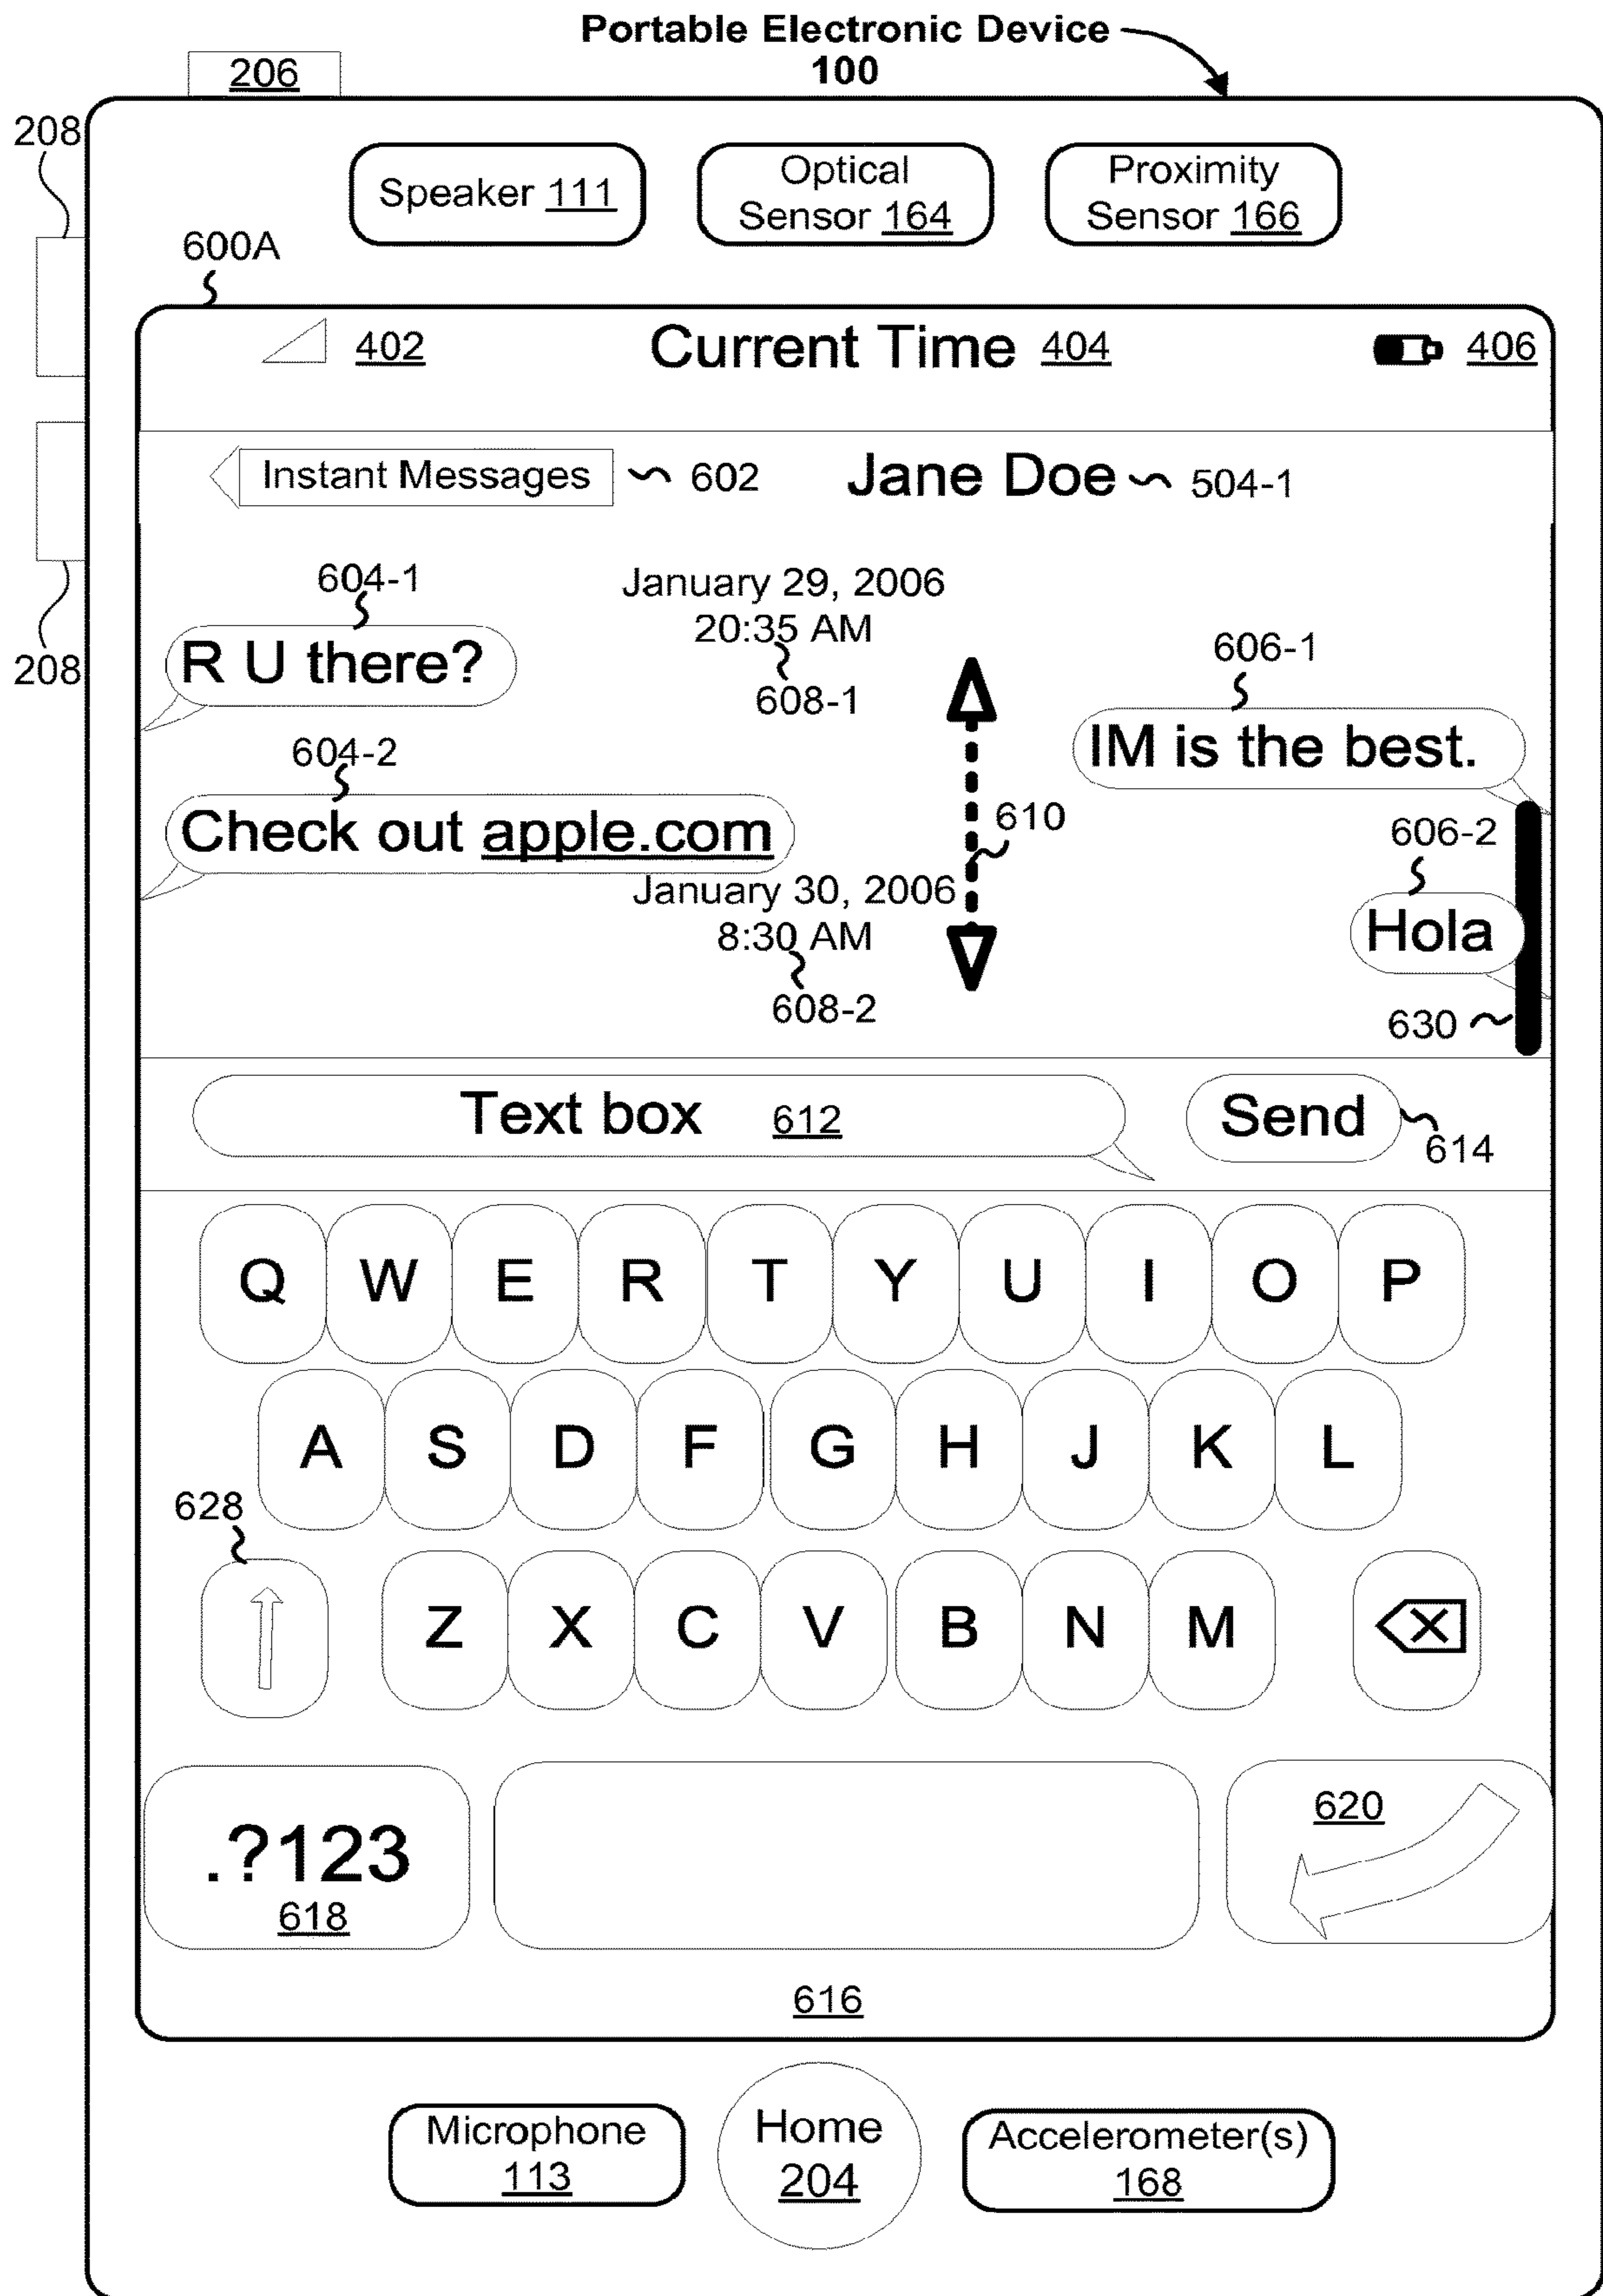 Portable Electronic Device
100
206
208
Speaker 111
Optical
Sensor 164
Proximity
Sensor 166
600A
402
Current Time 404
406
Instant Messages
602
Jane Doe
504-1
604-1
January 29, 2006
20:35 AM
608-1
R U there?
208
606-1
IM is the best.
604-2
Check out apple.com
610
606-2
January 30, 2006
8:30 AM
608-2
Hola
630
Text box 612
Send
614
Q W E R T Y U I O P
A S D F G H J K L
628
Z X C V B N M
.?123
618
620
616
Microphone
113
Home
204
Accelerometer(s)
168